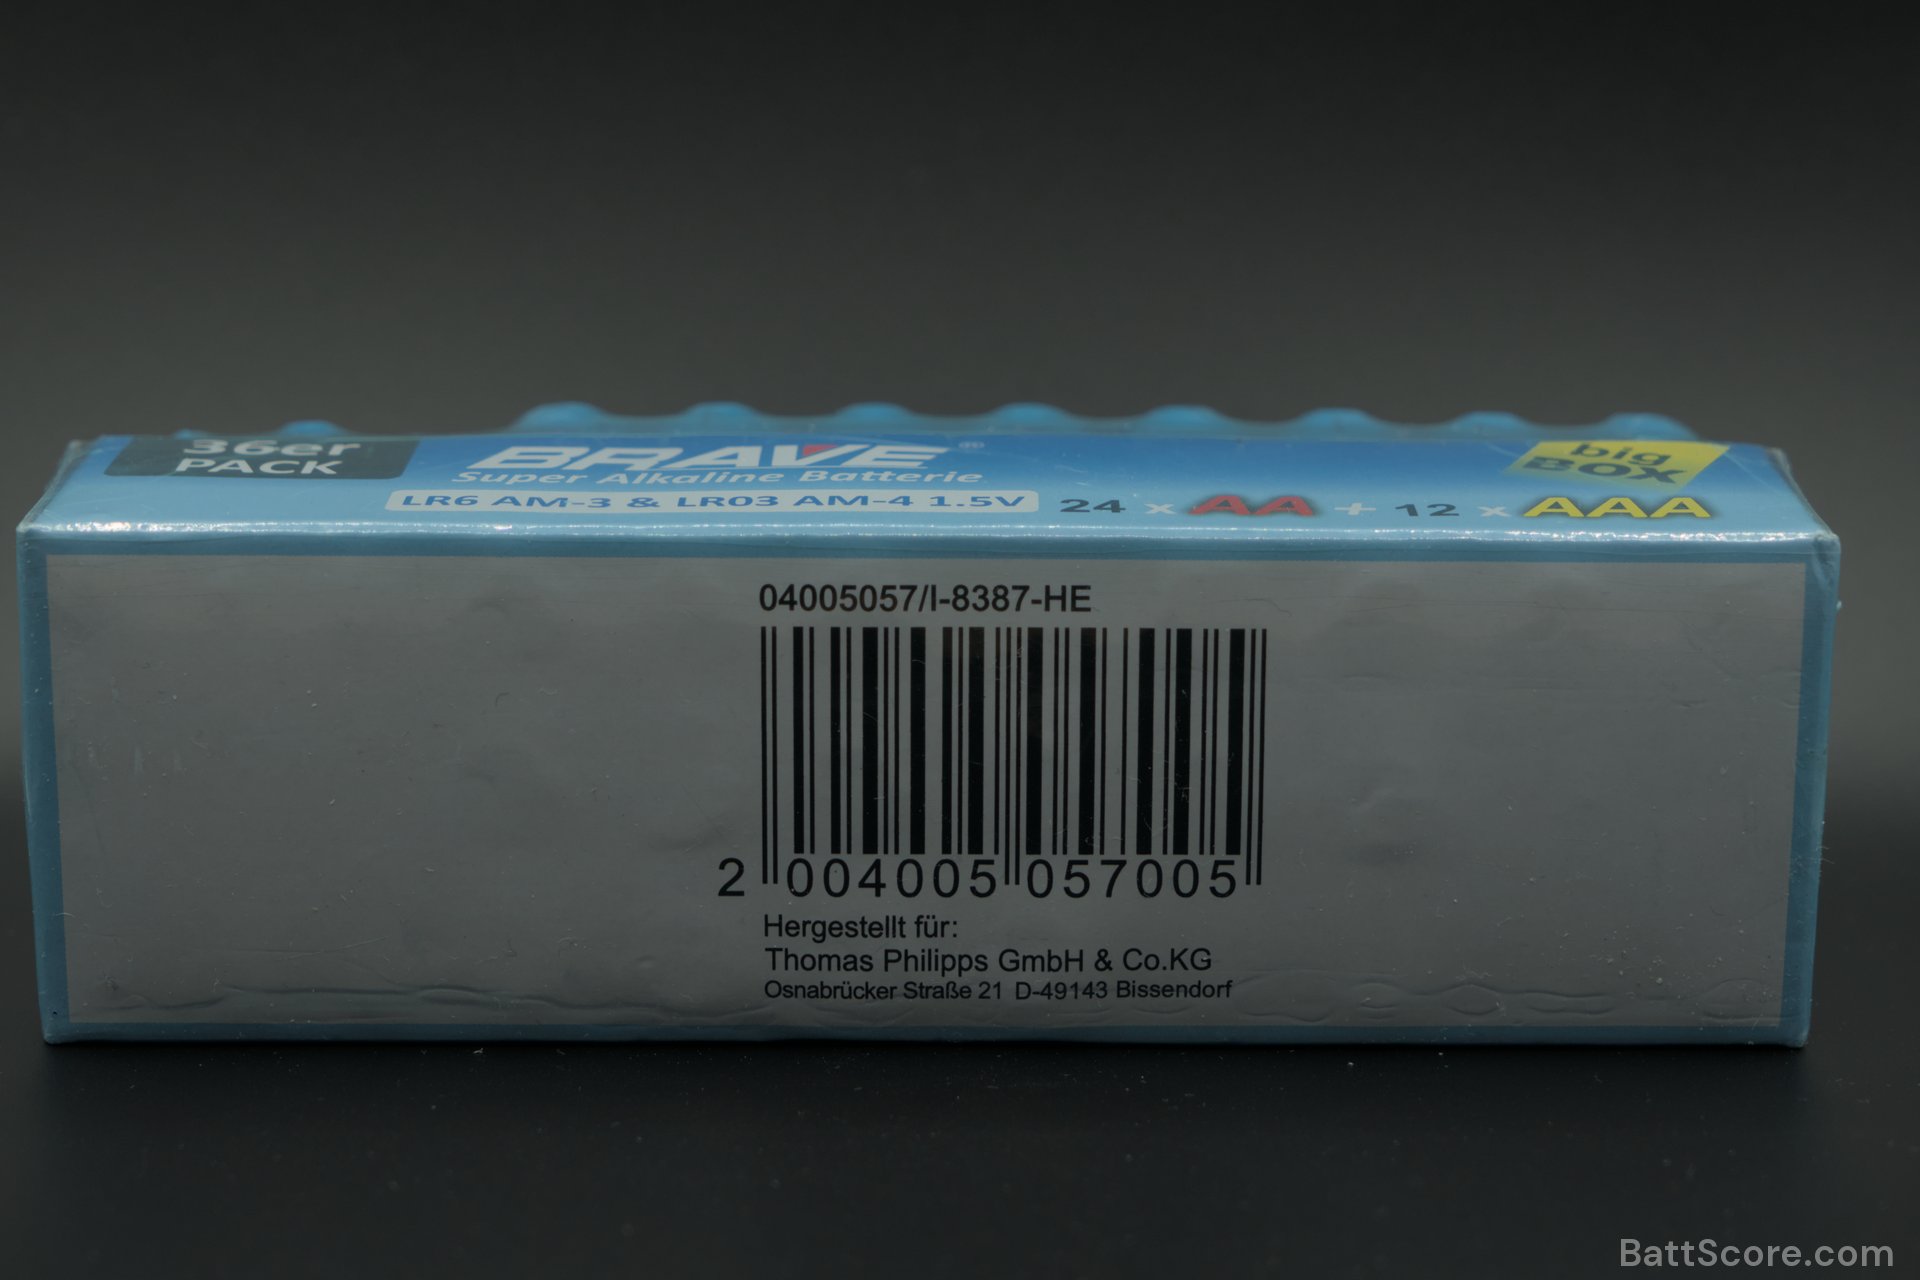 36er
PACK
BRAVE®
Super Alkaline Batterie
LR6 AM-3 & LR03 AM-4 1.5V
24 x AA + 12 x AAA
big
BOX
04005057/I-8387-HE
2 004005 057005
Hergestellt für:
Thomas Philipps GmbH & Co.KG
Osnabrücker Straße 21 D-49143 Bissendorf
BattScore.com